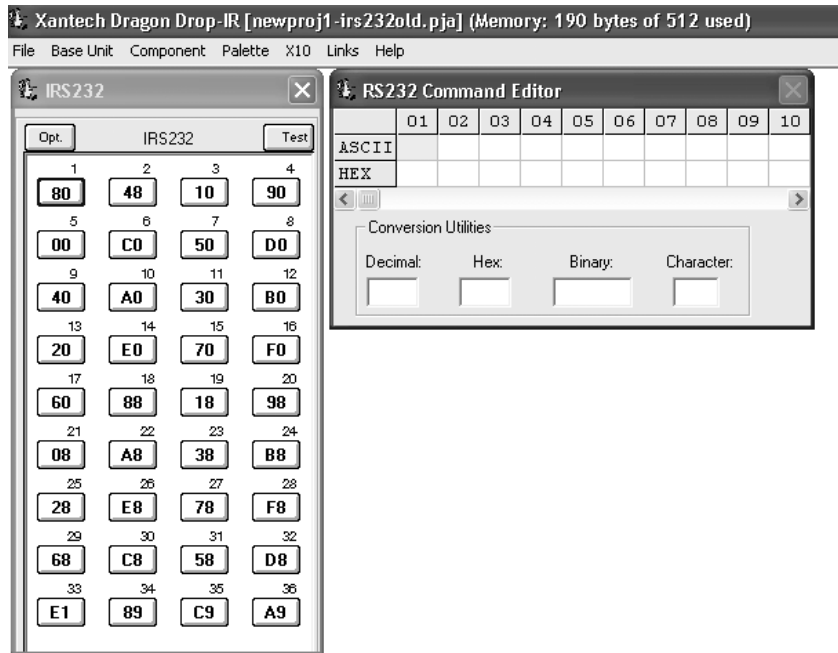 Xantech Dragon Drop-IR [newproj1-irs232old.pja] (Memory: 190 bytes of 512 used)
File Base Unit Component Palette X10 Links Help
IRS232
Opt. IRS232 Test
1 2 3 4
80 48 10 90
5 6 7 8
00 C0 50 D0
9 10 11 12
40 A0 30 B0
13 14 15 16
20 E0 70 F0
17 18 19 20
60 88 18 98
21 22 23 24
08 A8 38 B8
25 26 27 28
28 E8 78 F8
29 30 31 32
68 C8 58 D8
33 34 35 36
E1 89 C9 A9
RS232 Command Editor
01 02 03 04 05 06 07 08 09 10
ASCII
HEX
Conversion Utilities
Decimal: Hex: Binary: Character: